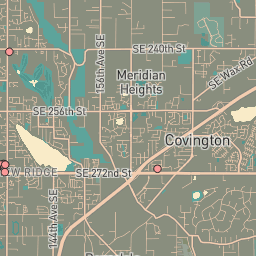 SE 240th St
156th Ave SE
Meridian
Heights
SE Wax Rd
SE 256th St
Covington
OW RIDGE
SE 272nd St
144th Ave SE